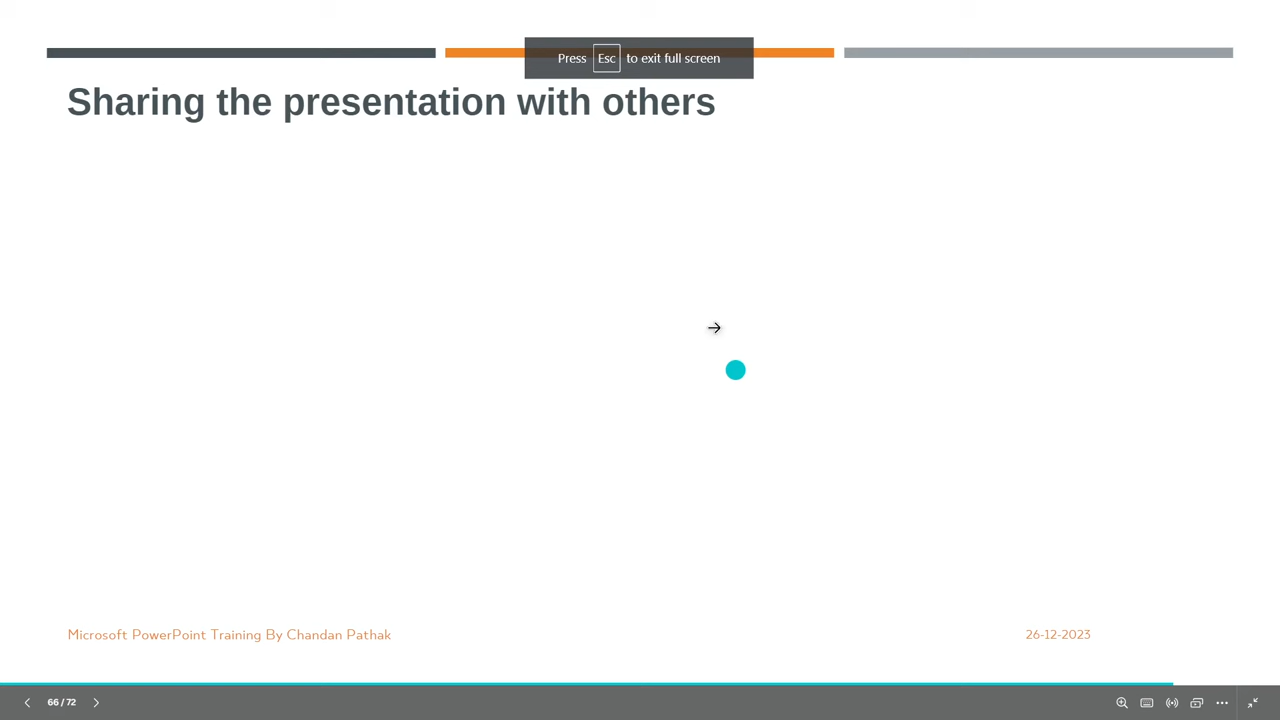 Press Esc to exit full screen
Sharing the presentation with others
Microsoft PowerPoint Training By Chandan Pathak
26-12-2023
66 / 72